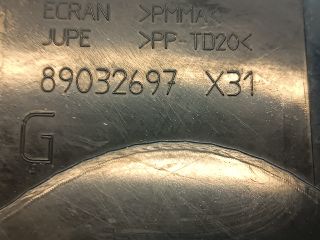 ECRAN >PMMA<
JUPE >PP-TD20<
89032697 X31
G